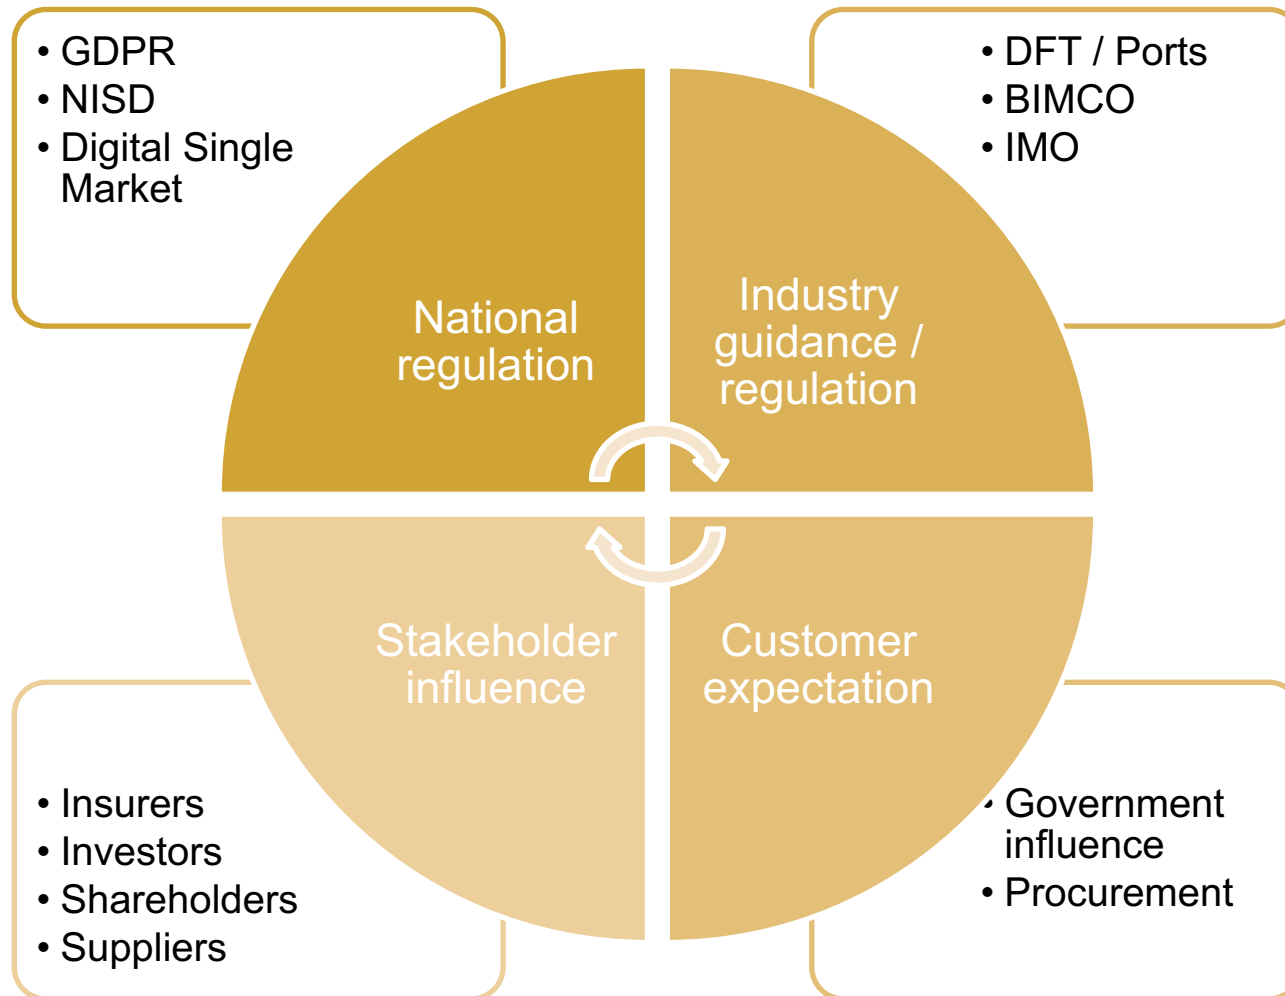 • GDPR
• NISD
• Digital Single
Market
• DFT / Ports
• BIMCO
• IMO
National
regulation
Industry
guidance /
regulation
Stakeholder
influence
Customer
expectation
• Insurers
• Investors
• Shareholders
• Suppliers
• Government
influence
• Procurement